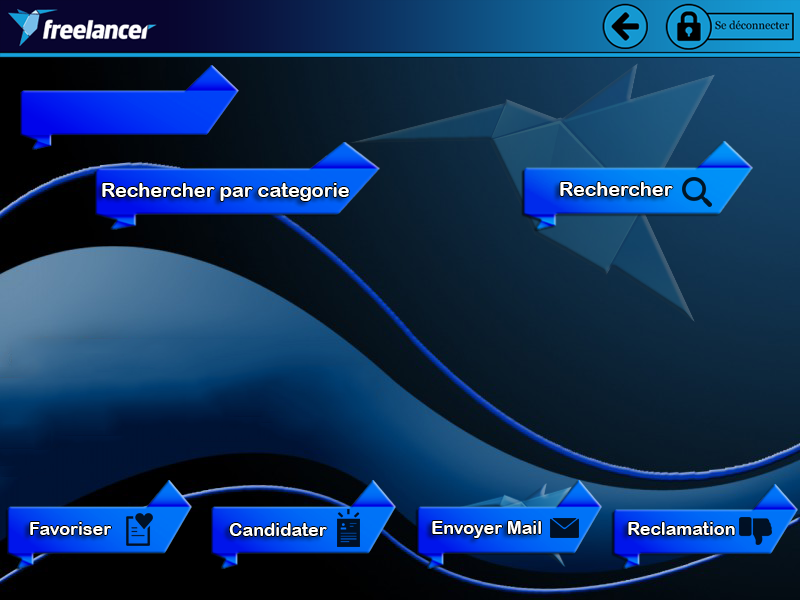 freelancer
Se déconnecter
Rechercher par categorie
Rechercher
Favoriser
Candidater
Envoyer Mail
Reclamation